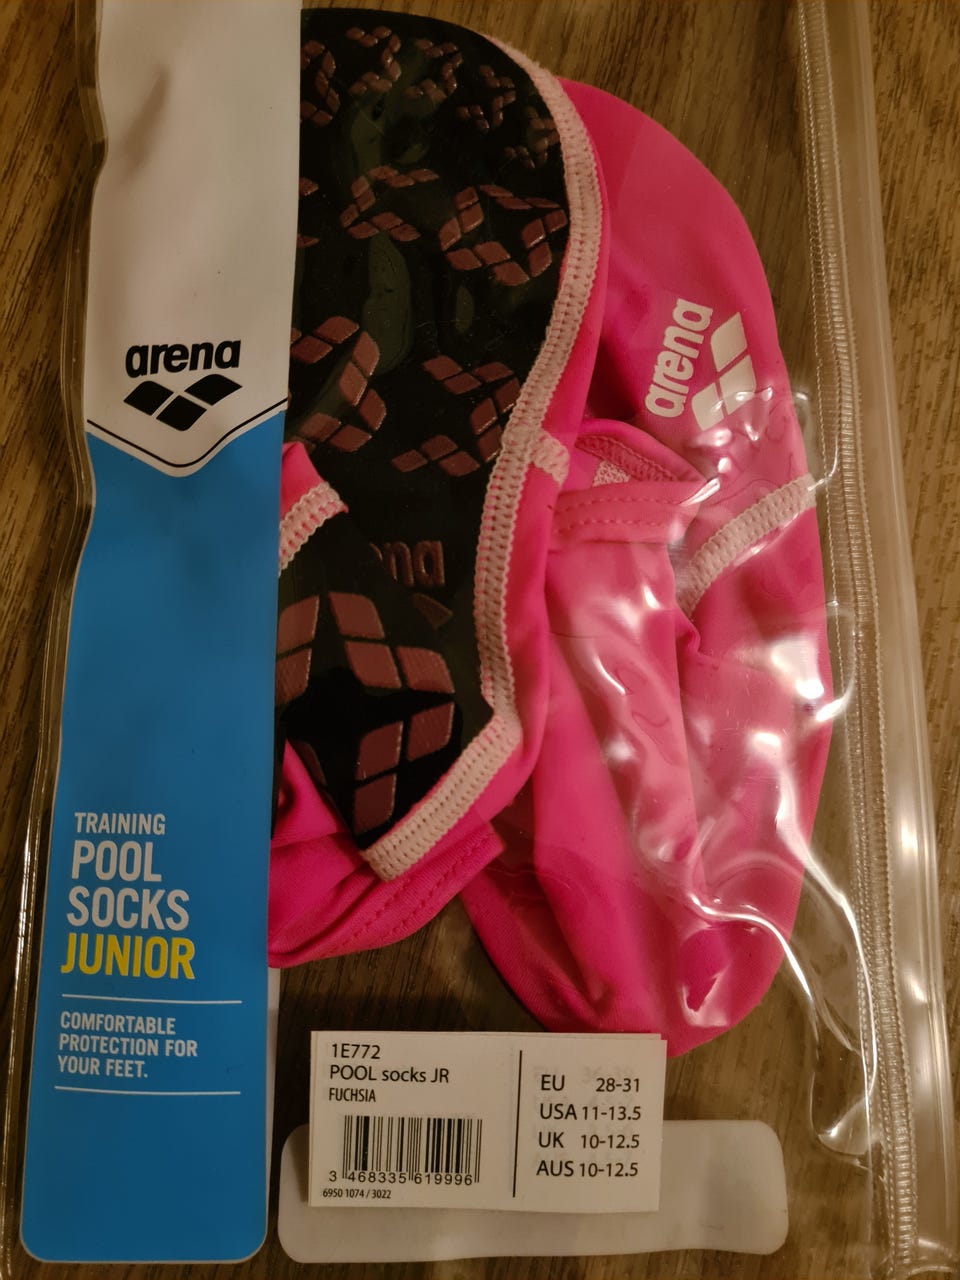 arena
arena
ena
TRAINING
POOL
SOCKS
JUNIOR
COMFORTABLE
PROTECTION FOR
YOUR FEET.
1E772
POOL socks JR
FUCHSIA
3 468335 619996
6950 1074 / 3022
EU 28-31
USA 11-13.5
UK 10-12.5
AUS 10-12.5